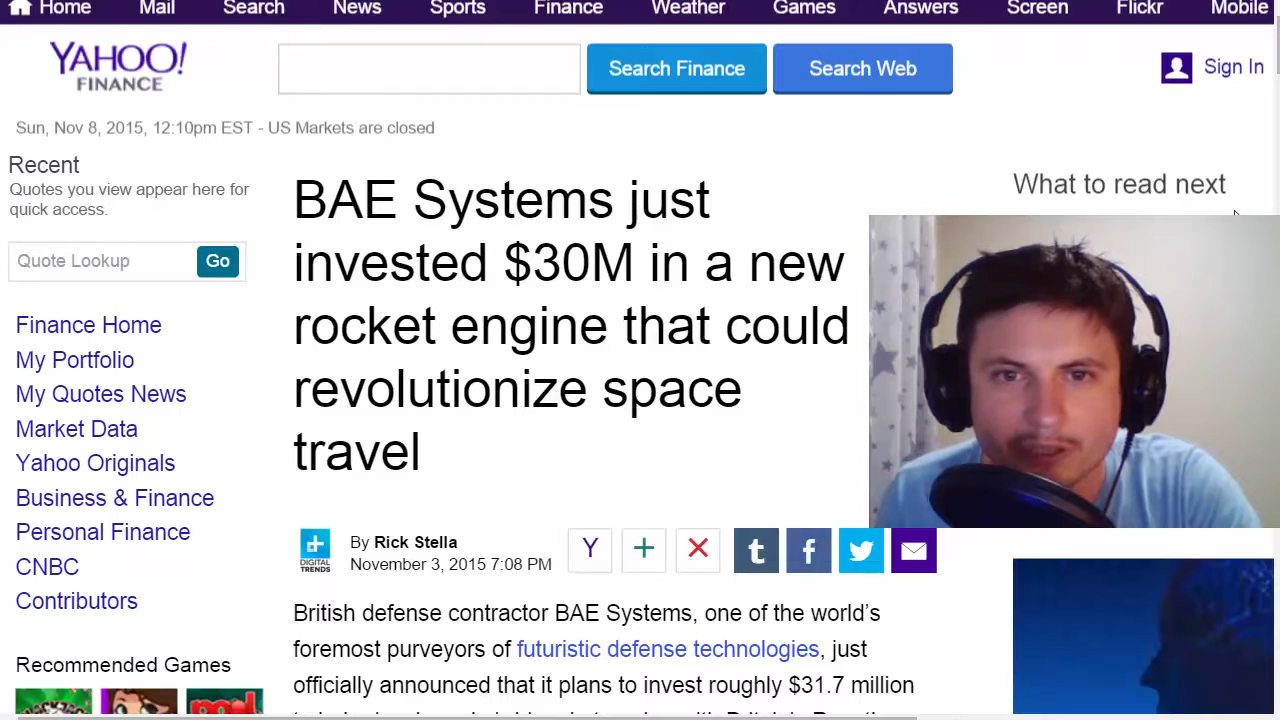 Home Mail Search News Sports Finance Weather Games Answers Screen Flickr Mobile
YAHOO!
FINANCE
Search Finance
Search Web
Sign In
Sun, Nov 8, 2015, 12:10pm EST - US Markets are closed
Recent
Quotes you view appear here for
quick access.
Quote Lookup
Go
Finance Home
My Portfolio
My Quotes News
Market Data
Yahoo Originals
Business & Finance
Personal Finance
CNBC
Contributors
Recommended Games
BAE Systems just
invested $30M in a new
rocket engine that could
revolutionize space
travel
DIGITAL
TRENDS
By Rick Stella
November 3, 2015 7:08 PM
British defense contractor BAE Systems, one of the world's
foremost purveyors of futuristic defense technologies, just
officially announced that it plans to invest roughly $31.7 million
What to read next